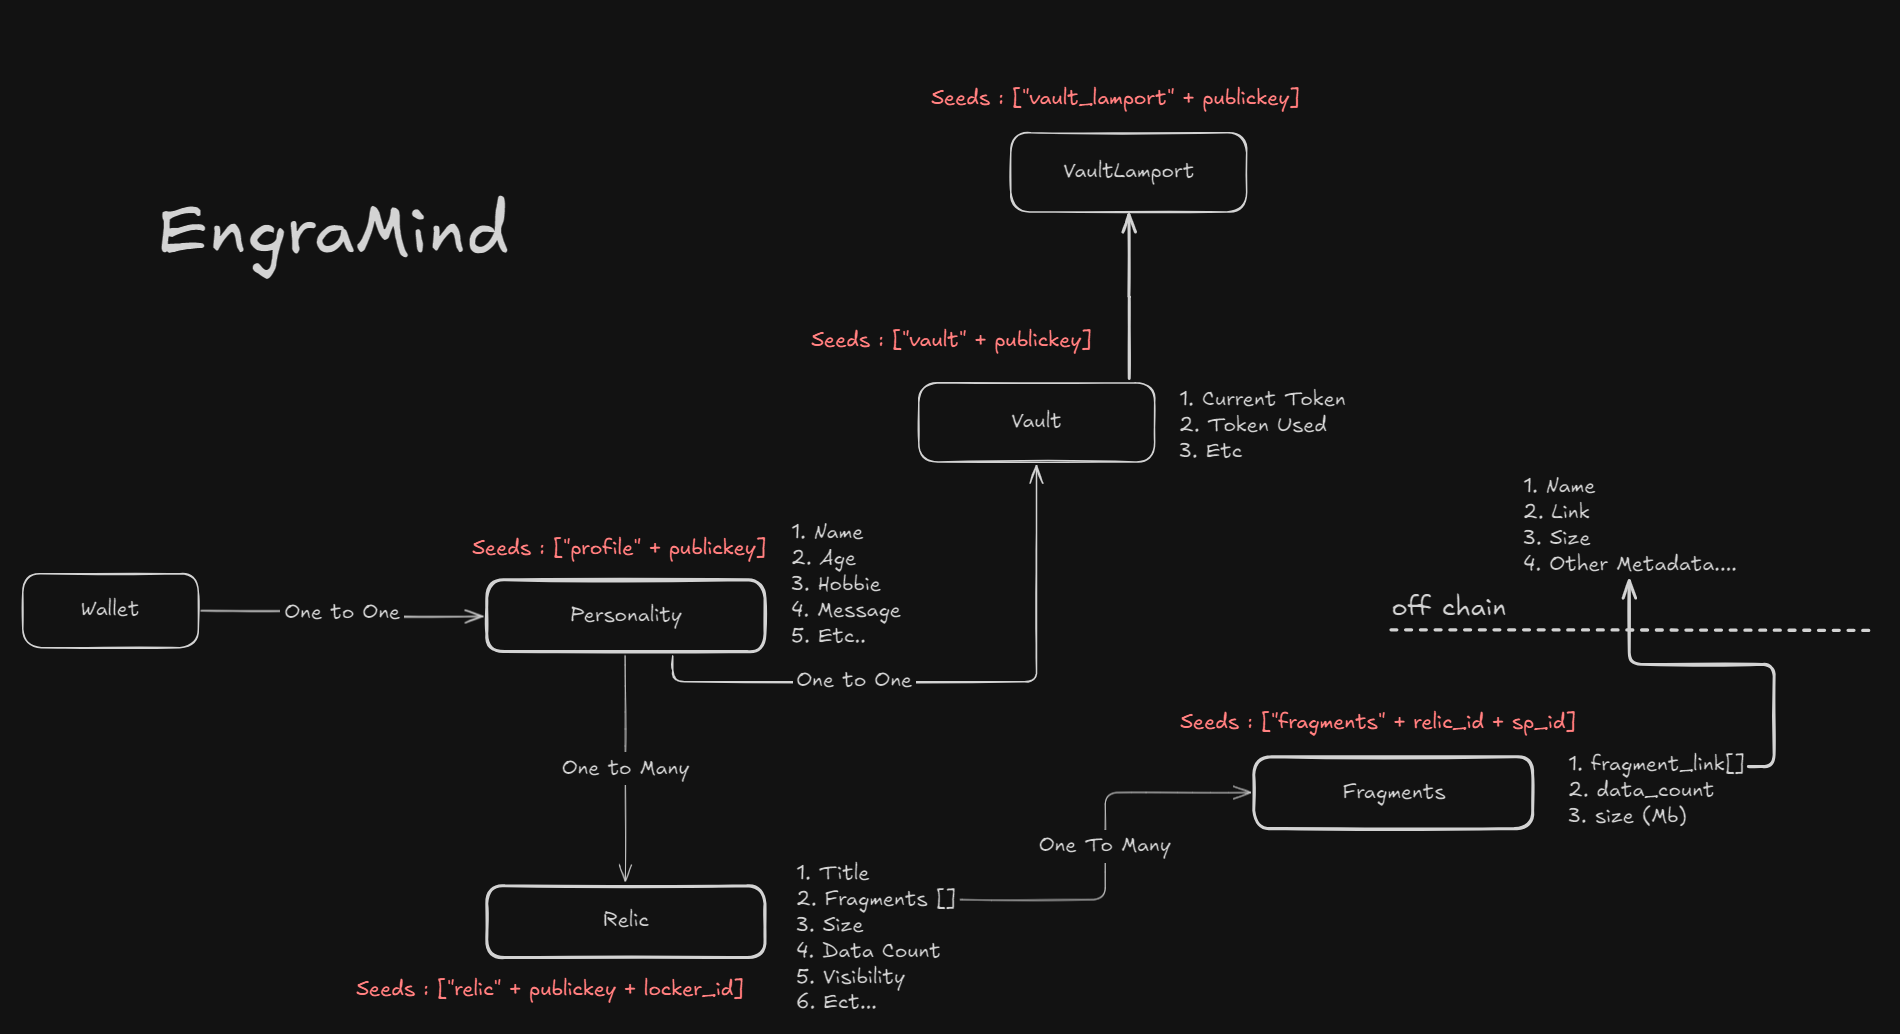 Seeds : ["vault_lamport" + publickey]
VaultLamport
EngraMind
Seeds : ["vault" + publickey]
Vault
1. Current Token
2. Token Used
3. Etc
1. Name
2. Link
3. Size
4. Other Metadata....
off chain
Seeds : ["profile" + publickey]
Wallet
One to One
Personality
1. Name
2. Age
3. Hobbie
4. Message
5. Etc..
One to One
One to Many
Seeds : ["fragments" + relic_id + sp_id]
Fragments
1. fragment_link[]
2. data_count
3. size (Mb)
One To Many
Relic
1. Title
2. Fragments []
3. Size
4. Data Count
5. Visibility
6. Ect...
Seeds : ["relic" + publickey + locker_id]